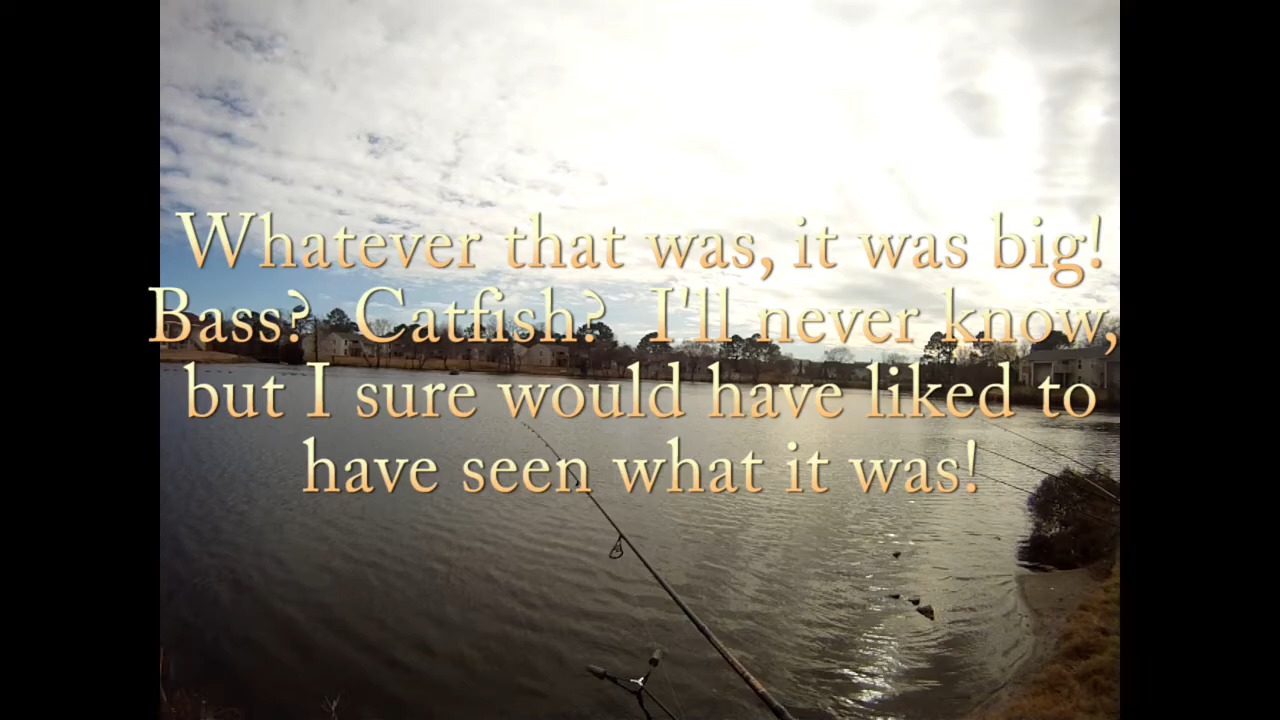 Whatever that was, it was big!
Bass?  Catfish?  I'll never know,
but I sure would have liked to
have seen what it was!